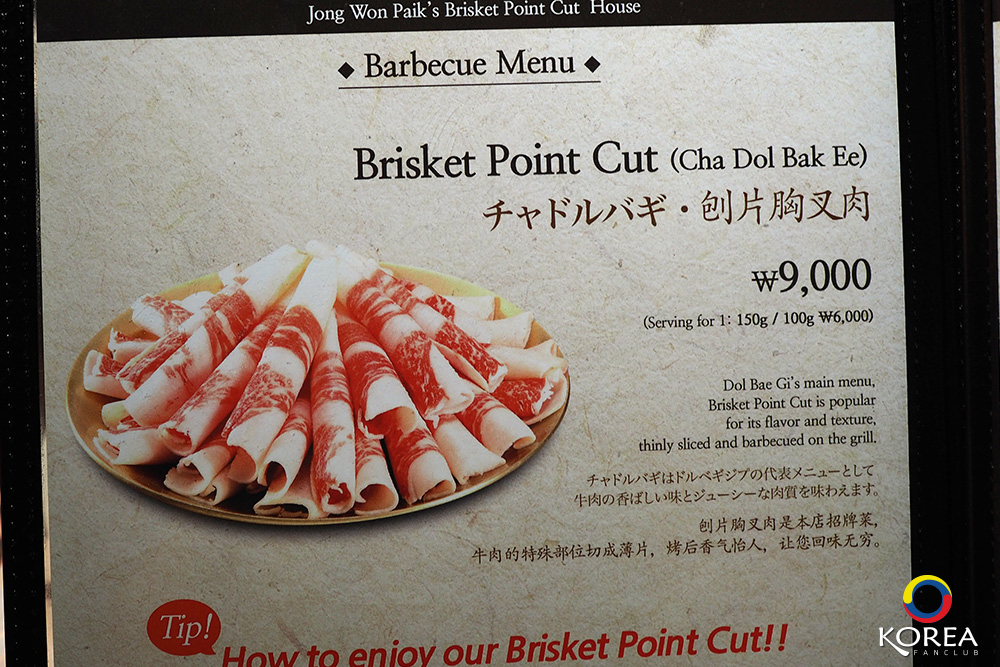 Jong Won Paik's Brisket Point Cut House
◆ Barbecue Menu ◆
Brisket Point Cut (Cha Dol Bak Ee)
チャドルバギ・刨片胸叉肉
₩9,000
(Serving for 1: 150g / 100g ₩6,000)
Dol Bae Gi's main menu,
Brisket Point Cut is popular
for its flavor and texture,
thinly sliced and barbecued on the grill.
チャドルバギはドルベギジプの代表メニューとして
牛肉の香ばしい味とジューシーな肉質を味わえます。
刨片胸叉肉是本店招牌菜，
牛肉的特殊部位切成薄片，烤后香气怡人，让您回味无穷。
Tip!
How to enjoy our Brisket Point Cut!!
KOREA
FANCLUB